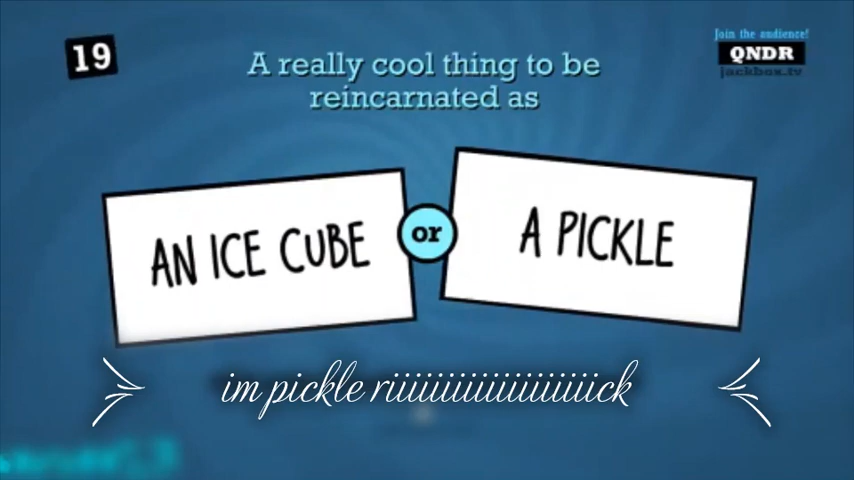 19
Join the audience!
QNDR
jackbox.tv
A really cool thing to be
reincarnated as
AN ICE CUBE
or
A PICKLE
im pickle riiiiiiiiiiiiiiiiiiiiick